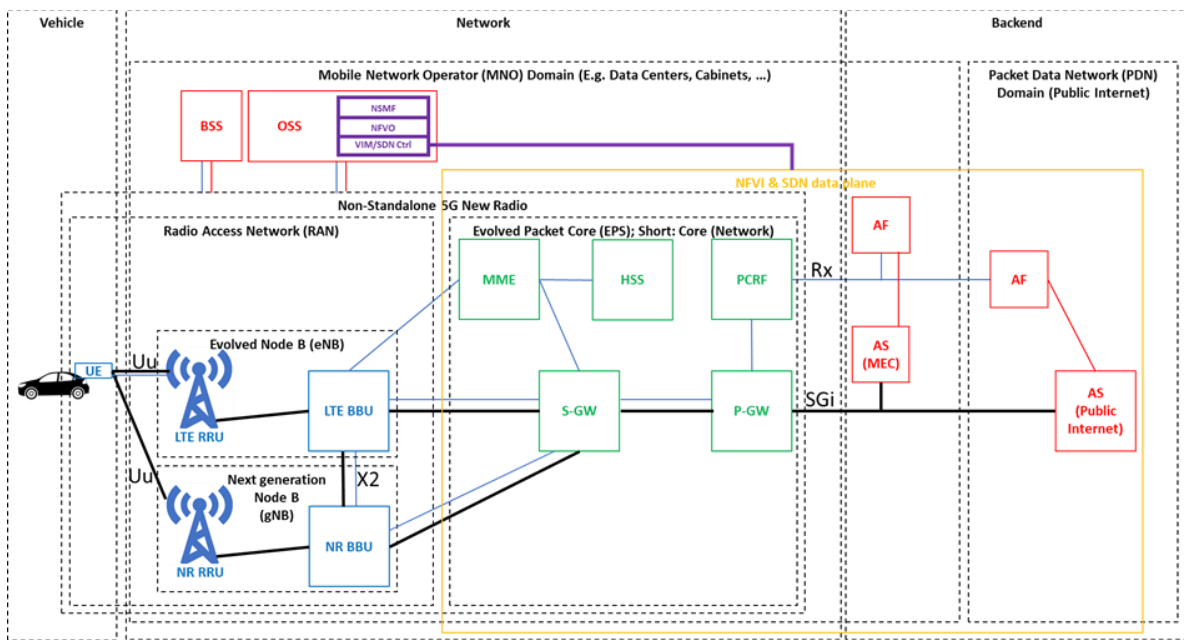 Vehicle
Network
Backend
Mobile Network Operator (MNO) Domain (E.g. Data Centers, Cabinets, ...)
Packet Data Network (PDN)
Domain (Public Internet)
BSS
OSS
NSMF
NFVO
VIM/SDN Ctrl
NFVI & SDN data plane
Non-Standalone 5G New Radio
Radio Access Network (RAN)
Evolved Packet Core (EPS); Short: Core (Network)
MME
HSS
PCRF
Rx
AF
AF
Evolved Node B (eNB)
Uu
UE
LTE RRU
LTE BBU
S-GW
P-GW
SGi
AS
(MEC)
AS
(Public
Internet)
X2
Uu
Next generation
Node B
(gNB)
NR RRU
NR BBU